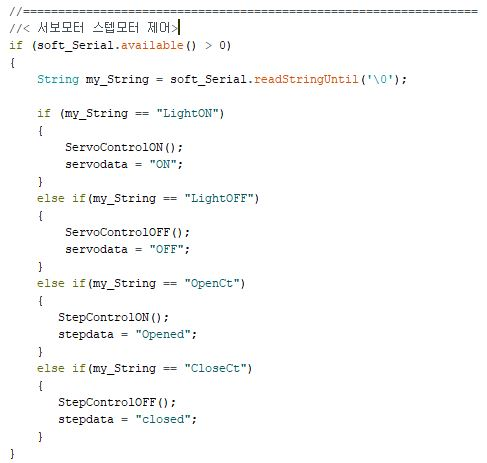 //=================================================================
//< 서보모터 스텝모터 제어>
if (soft_Serial.available() > 0)
{
    String my_String = soft_Serial.readStringUntil('\0');

    if (my_String == "LightON")
    {
        ServoControlON();
        servodata = "ON";
    }
    else if(my_String == "LightOFF")
    {
        ServoControlOFF();
        servodata = "OFF";
    }
    else if(my_String == "OpenCt")
    {
       StepControlON();
       stepdata = "Opened";
    }
    else if(my_String == "CloseCt")
    {
       StepControlOFF();
       stepdata = "closed";
    }
}